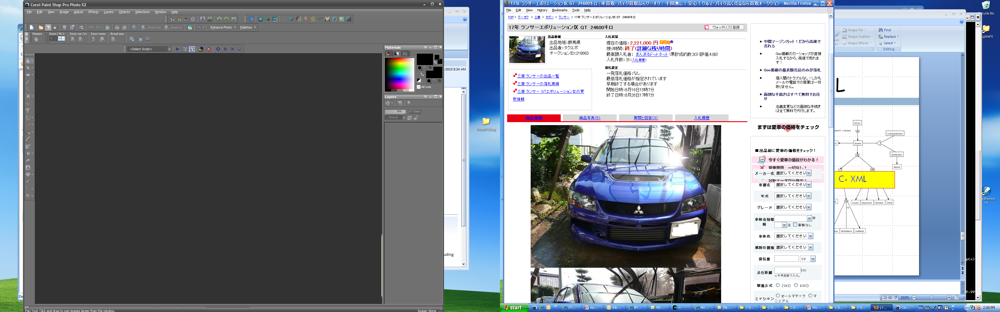 Corel Paint Shop Pro Photo X2
File Edit View Image Adjust Effects Layers Objects Selections Window Help
Zoom out Zoom in Enhance Photo Palettes
Presets: Zoom (%): Zoom out / in: Zoom more: Actual size:
1
<Select Script>
Materials
All tools
Layers
100
Normal
Pan Tool: Click and drag to pan images larger than the window.
Image: None
/2010 8:34 AM
uding
Do
RoyalPOStag
17年 ランサーエボリューションⅨ GT 24600キロ | 車買取・バイク買取ならグーオク | 手間無し！安心！クルマ・バイク高く売るなら買取オークション - Mozilla Firefox
File Edit View History Bookmarks Tools Help
TOP > グーオク > 三菱 > セダン > ランサー > 17年 ランサーエボリューションⅨ GT 24600キロ
17年 ランサーエボリューションⅨ GT 24600キロ
ウォッチリスト登録
出品情報
出品地域：群馬県
出品者：タクエボ
オークションID：218663
入札状況
現在の価格：2,221,000 円 売切り
残り時間：終了(詳細な残り時間)
最高額入札者： まんまるドットネット (累計成約数:30) (評価:4.88)
入札件数：31 (入札履歴)
落札設定
一発落札価格：なし
最低落札価格が指定されています
早期終了する場合があります
開始日時：8月16日15時7分
終了日時：8月26日17時7分
三菱 ランサーの出品一覧
三菱 ランサーの落札実績
三菱 ランサー GTエボリューションⅨの買取情報
商品情報 商品写真(5) 質問と回答(3) 入札履歴
中間マージンカット！だから高値で売れる
Goo掲載のカーショップが直接入札するから、高値で売れます！
Goo掲載の優良販売店のみが落札
個人間のトラブルなし！しかもメールや電話での営業は一切ありません。
面倒な手続きはすべて無料でお任せ
名義変更などの面倒な手続きは全て無料で代行します。
まずは愛車の価格をチェック
■出品前に愛車の価格をチェック！
今すぐ愛車の値段がわかる！
営業電話 一切なし！
メーカー名 選択してください
分析データから算出！
車種名 選択してください
年式 選択してください
グレード 選択してください
車検有効期限 年
月 車検なし
車体色 選択してください
燃料の種類 選択してください
排気量 cc
走行距離 km
※半角英数で入力。
駆動方式 2WD 4WD
ミッション オートマチック マニュアル
Shape Fill
Shape Outline
Shape Effects
Find
Replace
Select
Editing
L
School
Student
UndergradStudent
GradStudent
Advisor
C- XML
Course Department Semester Grade
MiddleName LastName
102%
Recycle Bin
X4
start
EN
2:00 PM